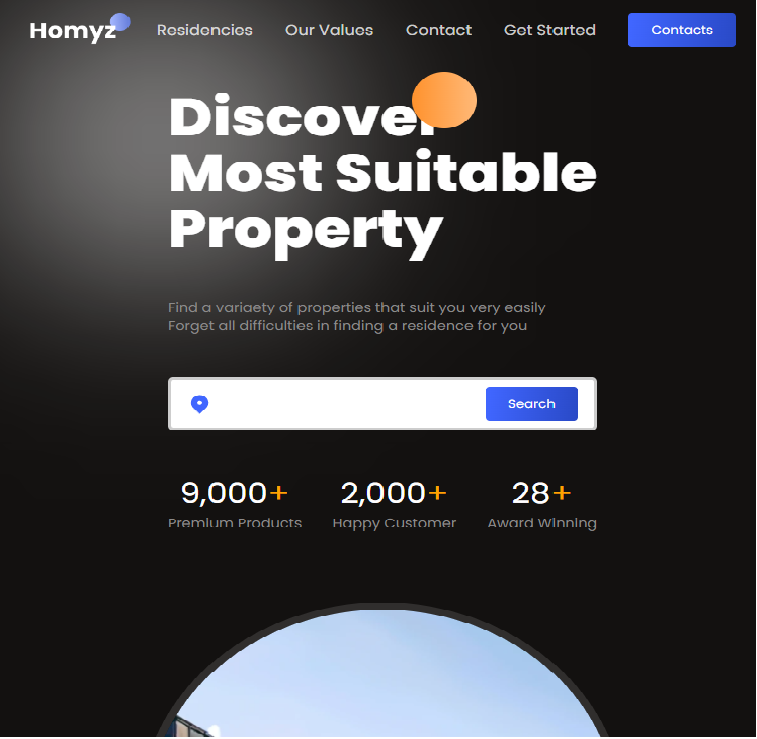 Homyz
Residencies
Our Values
Contact
Get Started
Contacts
Discover
Most Suitable
Property
Find a variaety of properties that suit you very easily
Forget all difficulties in finding a residence for you
Search
9,000+
2,000+
28+
Premium Products
Happy Customer
Award Winning